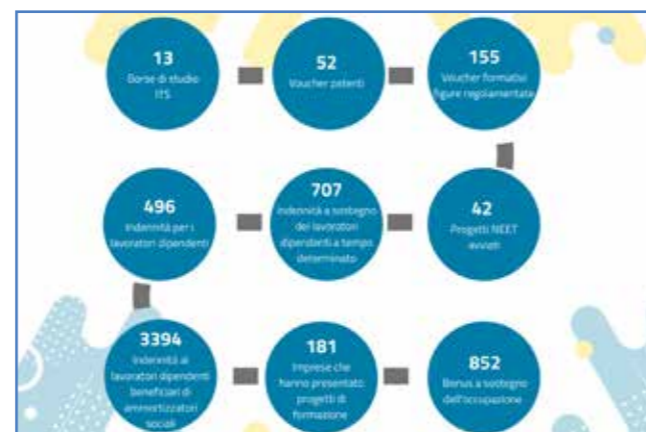 13
Borse di studio
ITS
52
Voucher patenti
155
Voucher formativi
figure regolamentate
496
Indennità per i
lavoratori dipendenti
707
Indennità a sostegno
dei lavoratori
dipendenti a tempo
determinato
42
Progetti NEET
avviati
3394
Indennità ai
lavoratori dipendenti
beneficiari di
ammortizzatori
sociali
181
Imprese che
hanno presentato
progetti di
formazione
852
Bonus a sostegno
dell'occupazione